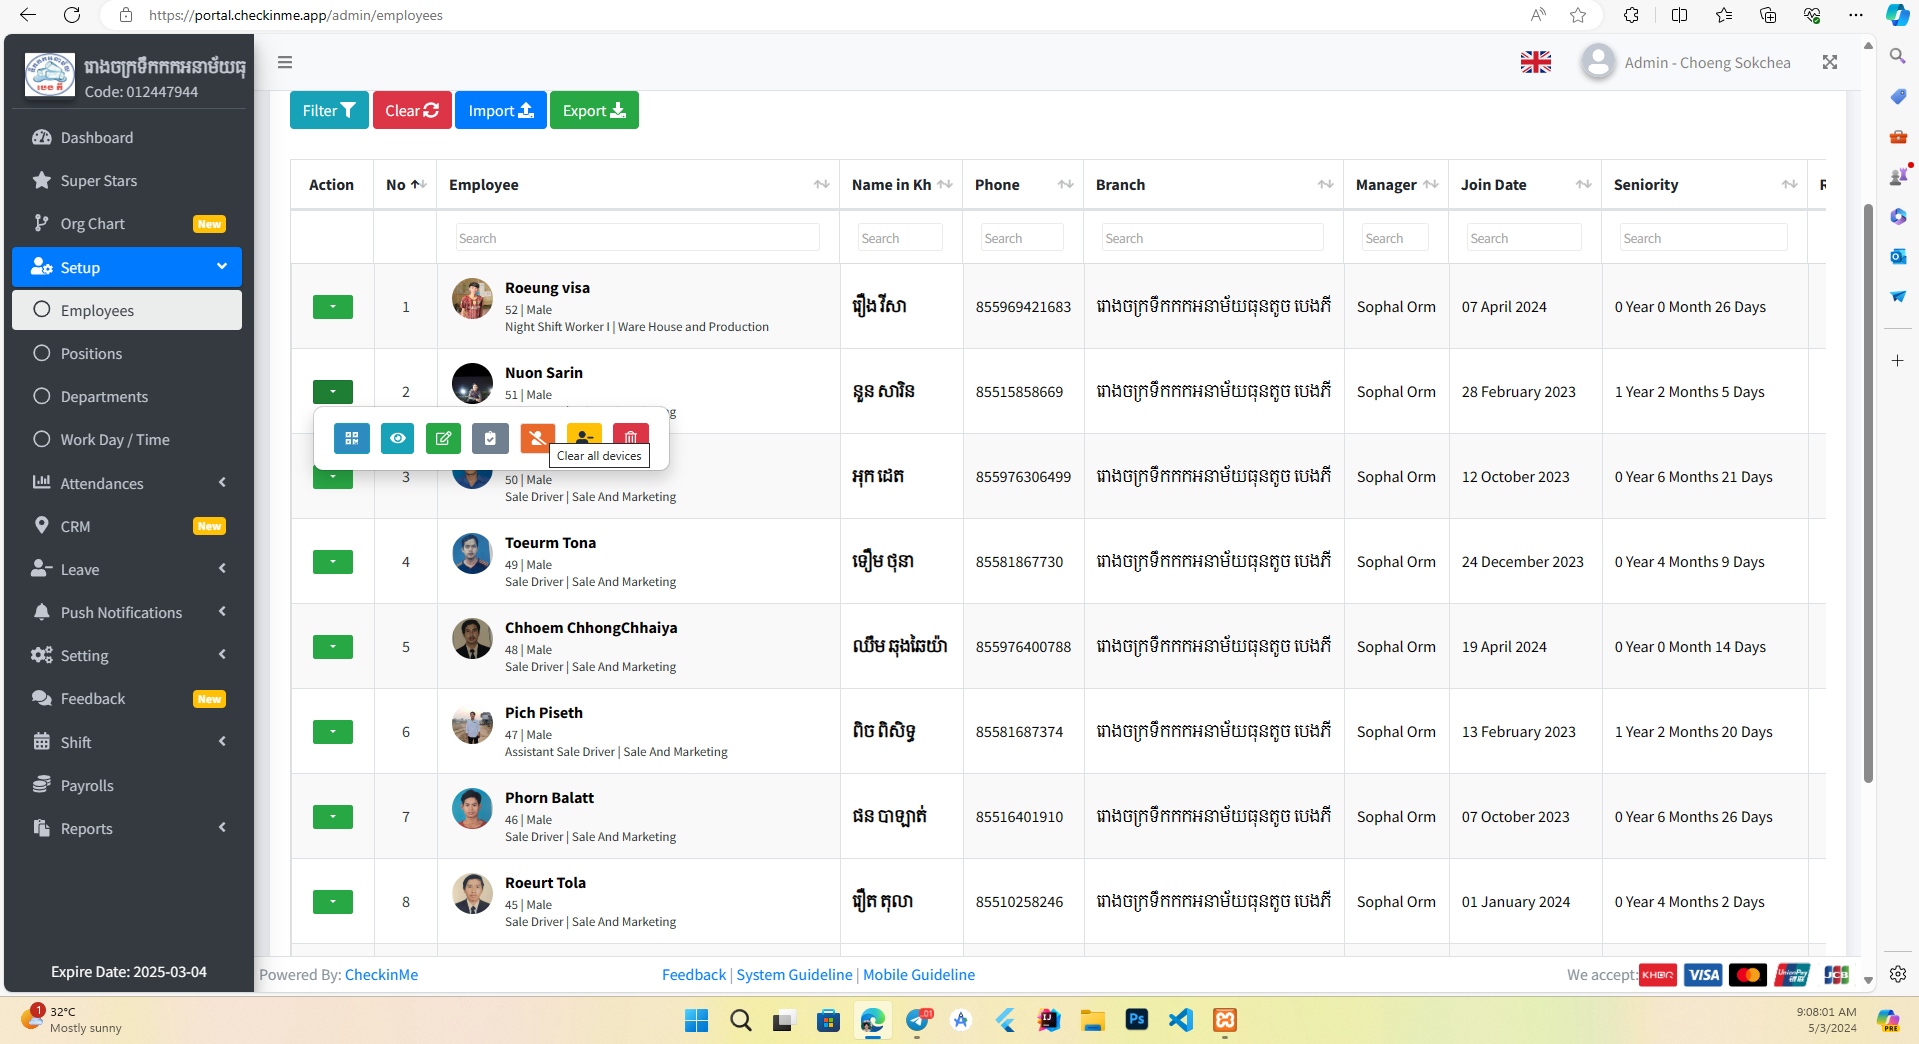 https://portal.checkinme.app/admin/employees
រោងចក្រទឹកកកអនាម័យធុ
Code: 012447944
Admin - Choeng Sokchea
Dashboard
Super Stars
Org Chart New
Setup
Employees
Positions
Departments
Work Day / Time
Attendances
CRM New
Leave
Push Notifications
Setting
Feedback New
Shift
Payrolls
Reports
Expire Date: 2025-03-04
Filter Clear Import Export
Action No Employee Name in Kh Phone Branch Manager Join Date Seniority
Search Search Search Search Search Search Search
Roeung visa
1 52 | Male រឿង វីសា 855969421683 រោងចក្រទឹកកកអនាម័យធុនតូច បេងភី Sophal Orm 07 April 2024 0 Year 0 Month 26 Days
Night Shift Worker I | Ware House and Production
Nuon Sarin
2 51 | Male នួន សារិន 85515858669 រោងចក្រទឹកកកអនាម័យធុនតូច បេងភី Sophal Orm 28 February 2023 1 Year 2 Months 5 Days
Clear all devices
3 50 | Male អុក ដេត 855976306499 រោងចក្រទឹកកកអនាម័យធុនតូច បេងភី Sophal Orm 12 October 2023 0 Year 6 Months 21 Days
Sale Driver | Sale And Marketing
Toeurm Tona
4 49 | Male ទឿម ថុនា 85581867730 រោងចក្រទឹកកកអនាម័យធុនតូច បេងភី Sophal Orm 24 December 2023 0 Year 4 Months 9 Days
Sale Driver | Sale And Marketing
Chhoem ChhongChhaiya
5 48 | Male ឈឹម ឆុងឆៃយ៉ា 855976400788 រោងចក្រទឹកកកអនាម័យធុនតូច បេងភី Sophal Orm 19 April 2024 0 Year 0 Month 14 Days
Sale Driver | Sale And Marketing
Pich Piseth
6 47 | Male ពិច ពិសិទ្ធ 85581687374 រោងចក្រទឹកកកអនាម័យធុនតូច បេងភី Sophal Orm 13 February 2023 1 Year 2 Months 20 Days
Assistant Sale Driver | Sale And Marketing
Phorn Balatt
7 46 | Male ផន បាឡាត់ 85516401910 រោងចក្រទឹកកកអនាម័យធុនតូច បេងភី Sophal Orm 07 October 2023 0 Year 6 Months 26 Days
Sale Driver | Sale And Marketing
Roeurt Tola
8 45 | Male រឿត តុលា 85510258246 រោងចក្រទឹកកកអនាម័យធុនតូច បេងភី Sophal Orm 01 January 2024 0 Year 4 Months 2 Days
Sale Driver | Sale And Marketing
Powered By: CheckinMe Feedback | System Guideline | Mobile Guideline We accept: KHQR VISA UnionPay JCB
32°C
Mostly sunny
9:08:01 AM
5/3/2024